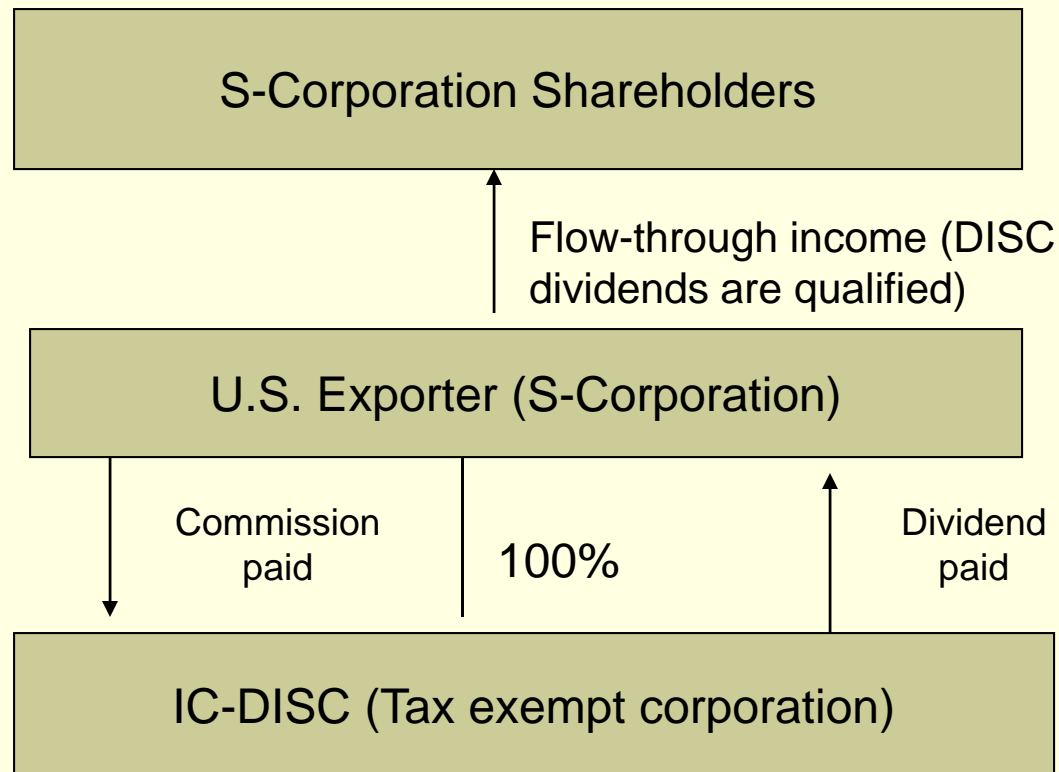 S-Corporation Shareholders
Flow-through income (DISC
dividends are qualified)
U.S. Exporter (S-Corporation)
Commission
paid
100%
Dividend
paid
IC-DISC (Tax exempt corporation)